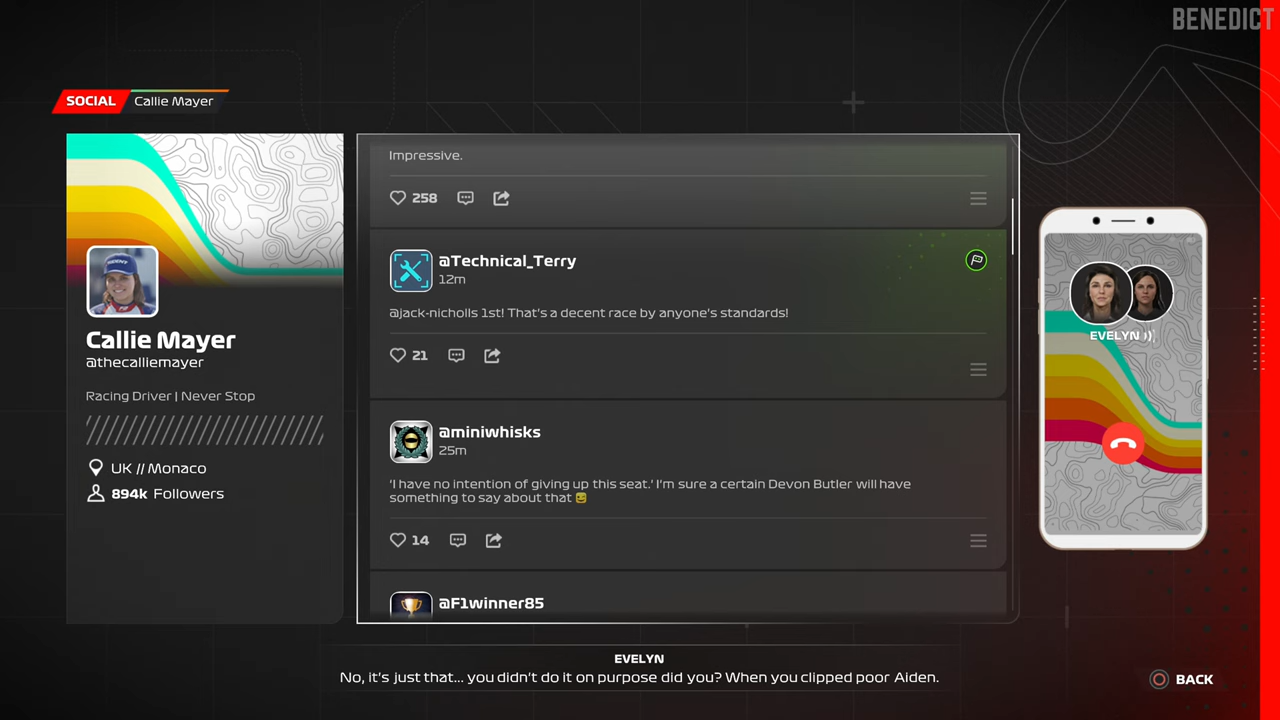 BENEDICT
SOCIAL Callie Mayer
Impressive.
258
@Technical_Terry
12m
@jack-nicholls 1st! That's a decent race by anyone's standards!
21
@miniwhisks
25m
'I have no intention of giving up this seat.' I'm sure a certain Devon Butler will have
something to say about that
14
@F1winner85
Callie Mayer
@thecalliemayer
Racing Driver | Never Stop
UK // Monaco
894k Followers
EVELYN
EVELYN
No, it's just that... you didn't do it on purpose did you? When you clipped poor Aiden.
BACK